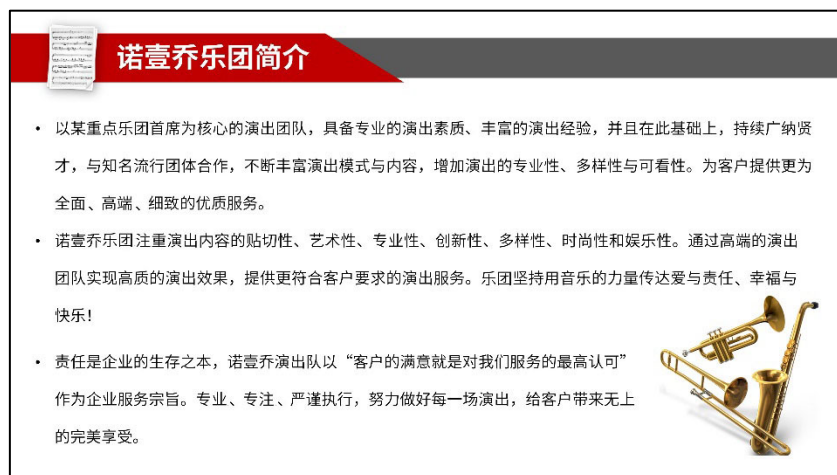 诺壹乔乐团简介
• 以某重点乐团首席为核心的演出团队，具备专业的演出素质、丰富的演出经验，并且在此基础上，持续广纳贤
才，与知名流行团体合作，不断丰富演出模式与内容，增加演出的专业性、多样性与可看性。为客户提供更为
全面、高端、细致的优质服务。
• 诺壹乔乐团注重演出内容的贴切性、艺术性、专业性、创新性、多样性、时尚性和娱乐性。通过高端的演出
团队实现高质的演出效果，提供更符合客户要求的演出服务。乐团坚持用音乐的力量传达爱与责任、幸福与
快乐！
• 责任是企业的生存之本，诺壹乔演出队以“客户的满意就是对我们服务的最高认可”
作为企业服务宗旨。专业、专注、严谨执行，努力做好每一场演出，给客户带来无上
的完美享受。